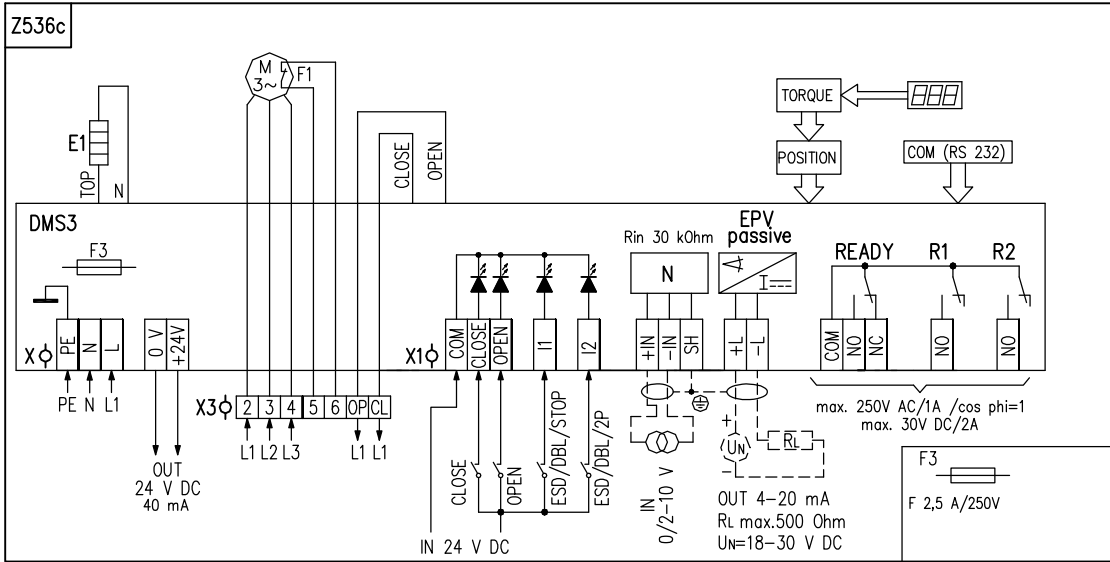 Z536c
M
3~
F1
E1
TOP
N
CLOSE
OPEN
TORQUE
POSITION
COM (RS 232)
DMS3
F3
Rin 30 kOhm
N
EPV
passive
I
READY
R1
R2
X
PE
N
L
0 V
+24V
X1
COM
CLOSE
OPEN
I1
I2
+IN
-IN
SH
+L
-L
COM
NO
NC
NO
NO
PE N L1
X3
2 3 4 5 6 OP CL
L1 L2 L3
L1 L1
OUT
24 V DC
40 mA
CLOSE
OPEN
ESD/DBL/STOP
ESD/DBL/2P
IN 24 V DC
IN
0/2-10 V
+
UN
-
RL
OUT 4-20 mA
RL max.500 Ohm
UN=18-30 V DC
max. 250V AC/1A /cos phi=1
max. 30V DC/2A
F3
F 2,5 A/250V